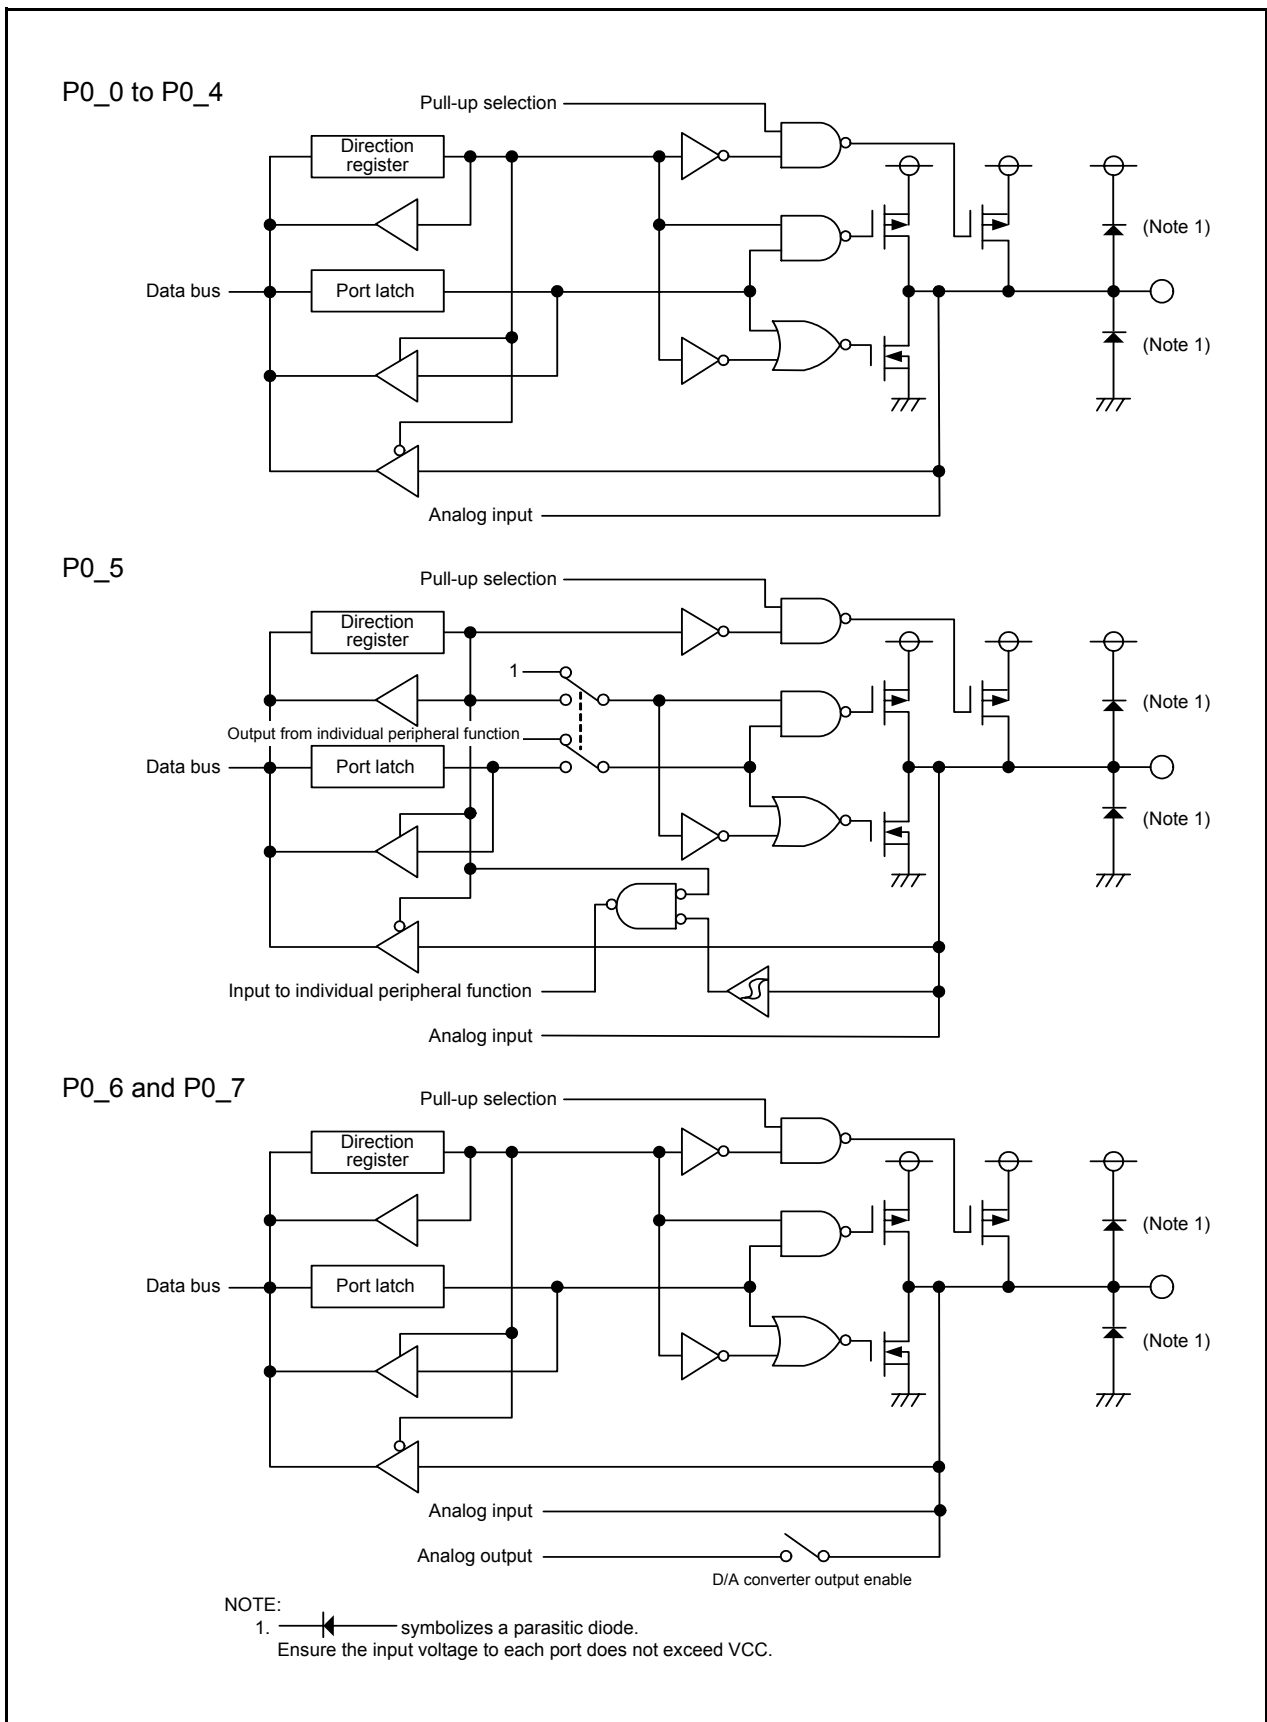 P0_0 to P0_4
Pull-up selection
Direction
register
(Note 1)
Data bus
Port latch
(Note 1)
Analog input
P0_5
Pull-up selection
Direction
register
1
(Note 1)
Output from individual peripheral function
Data bus
Port latch
(Note 1)
Input to individual peripheral function
Analog input
P0_6 and P0_7
Pull-up selection
Direction
register
(Note 1)
Data bus
Port latch
(Note 1)
Analog input
Analog output
D/A converter output enable
NOTE:
1. symbolizes a parasitic diode.
Ensure the input voltage to each port does not exceed VCC.